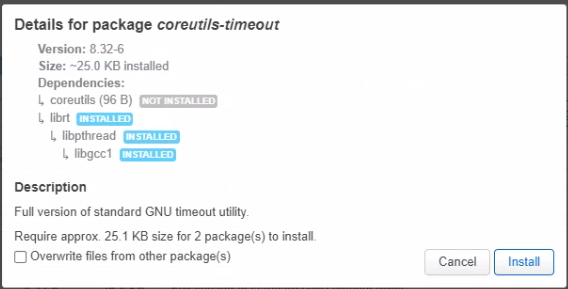 Details for package coreutils-timeout
Version: 8.32-6
Size: ~25.0 KB installed
Dependencies:
↳ coreutils (96 B) NOT INSTALLED
↳ librt INSTALLED
↳ libpthread INSTALLED
↳ libgcc1 INSTALLED
Description
Full version of standard GNU timeout utility.
Require approx. 25.1 KB size for 2 package(s) to install.
Overwrite files from other package(s)
Cancel Install